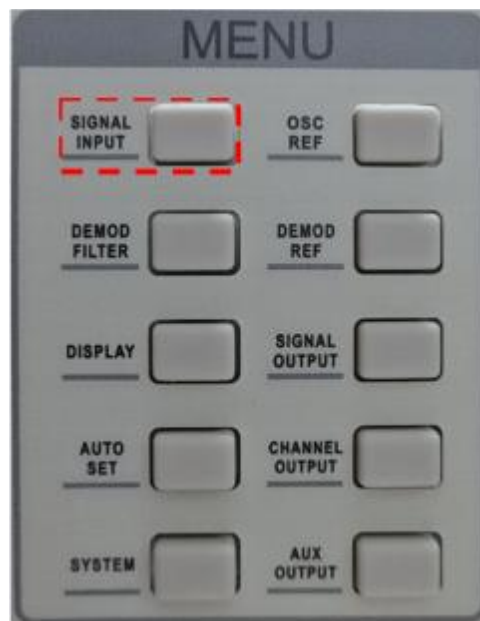 MENU
SIGNAL
INPUT
OSC
REF
DEMOD
FILTER
DEMOD
REF
DISPLAY
SIGNAL
OUTPUT
AUTO
SET
CHANNEL
OUTPUT
SYSTEM
AUX
OUTPUT